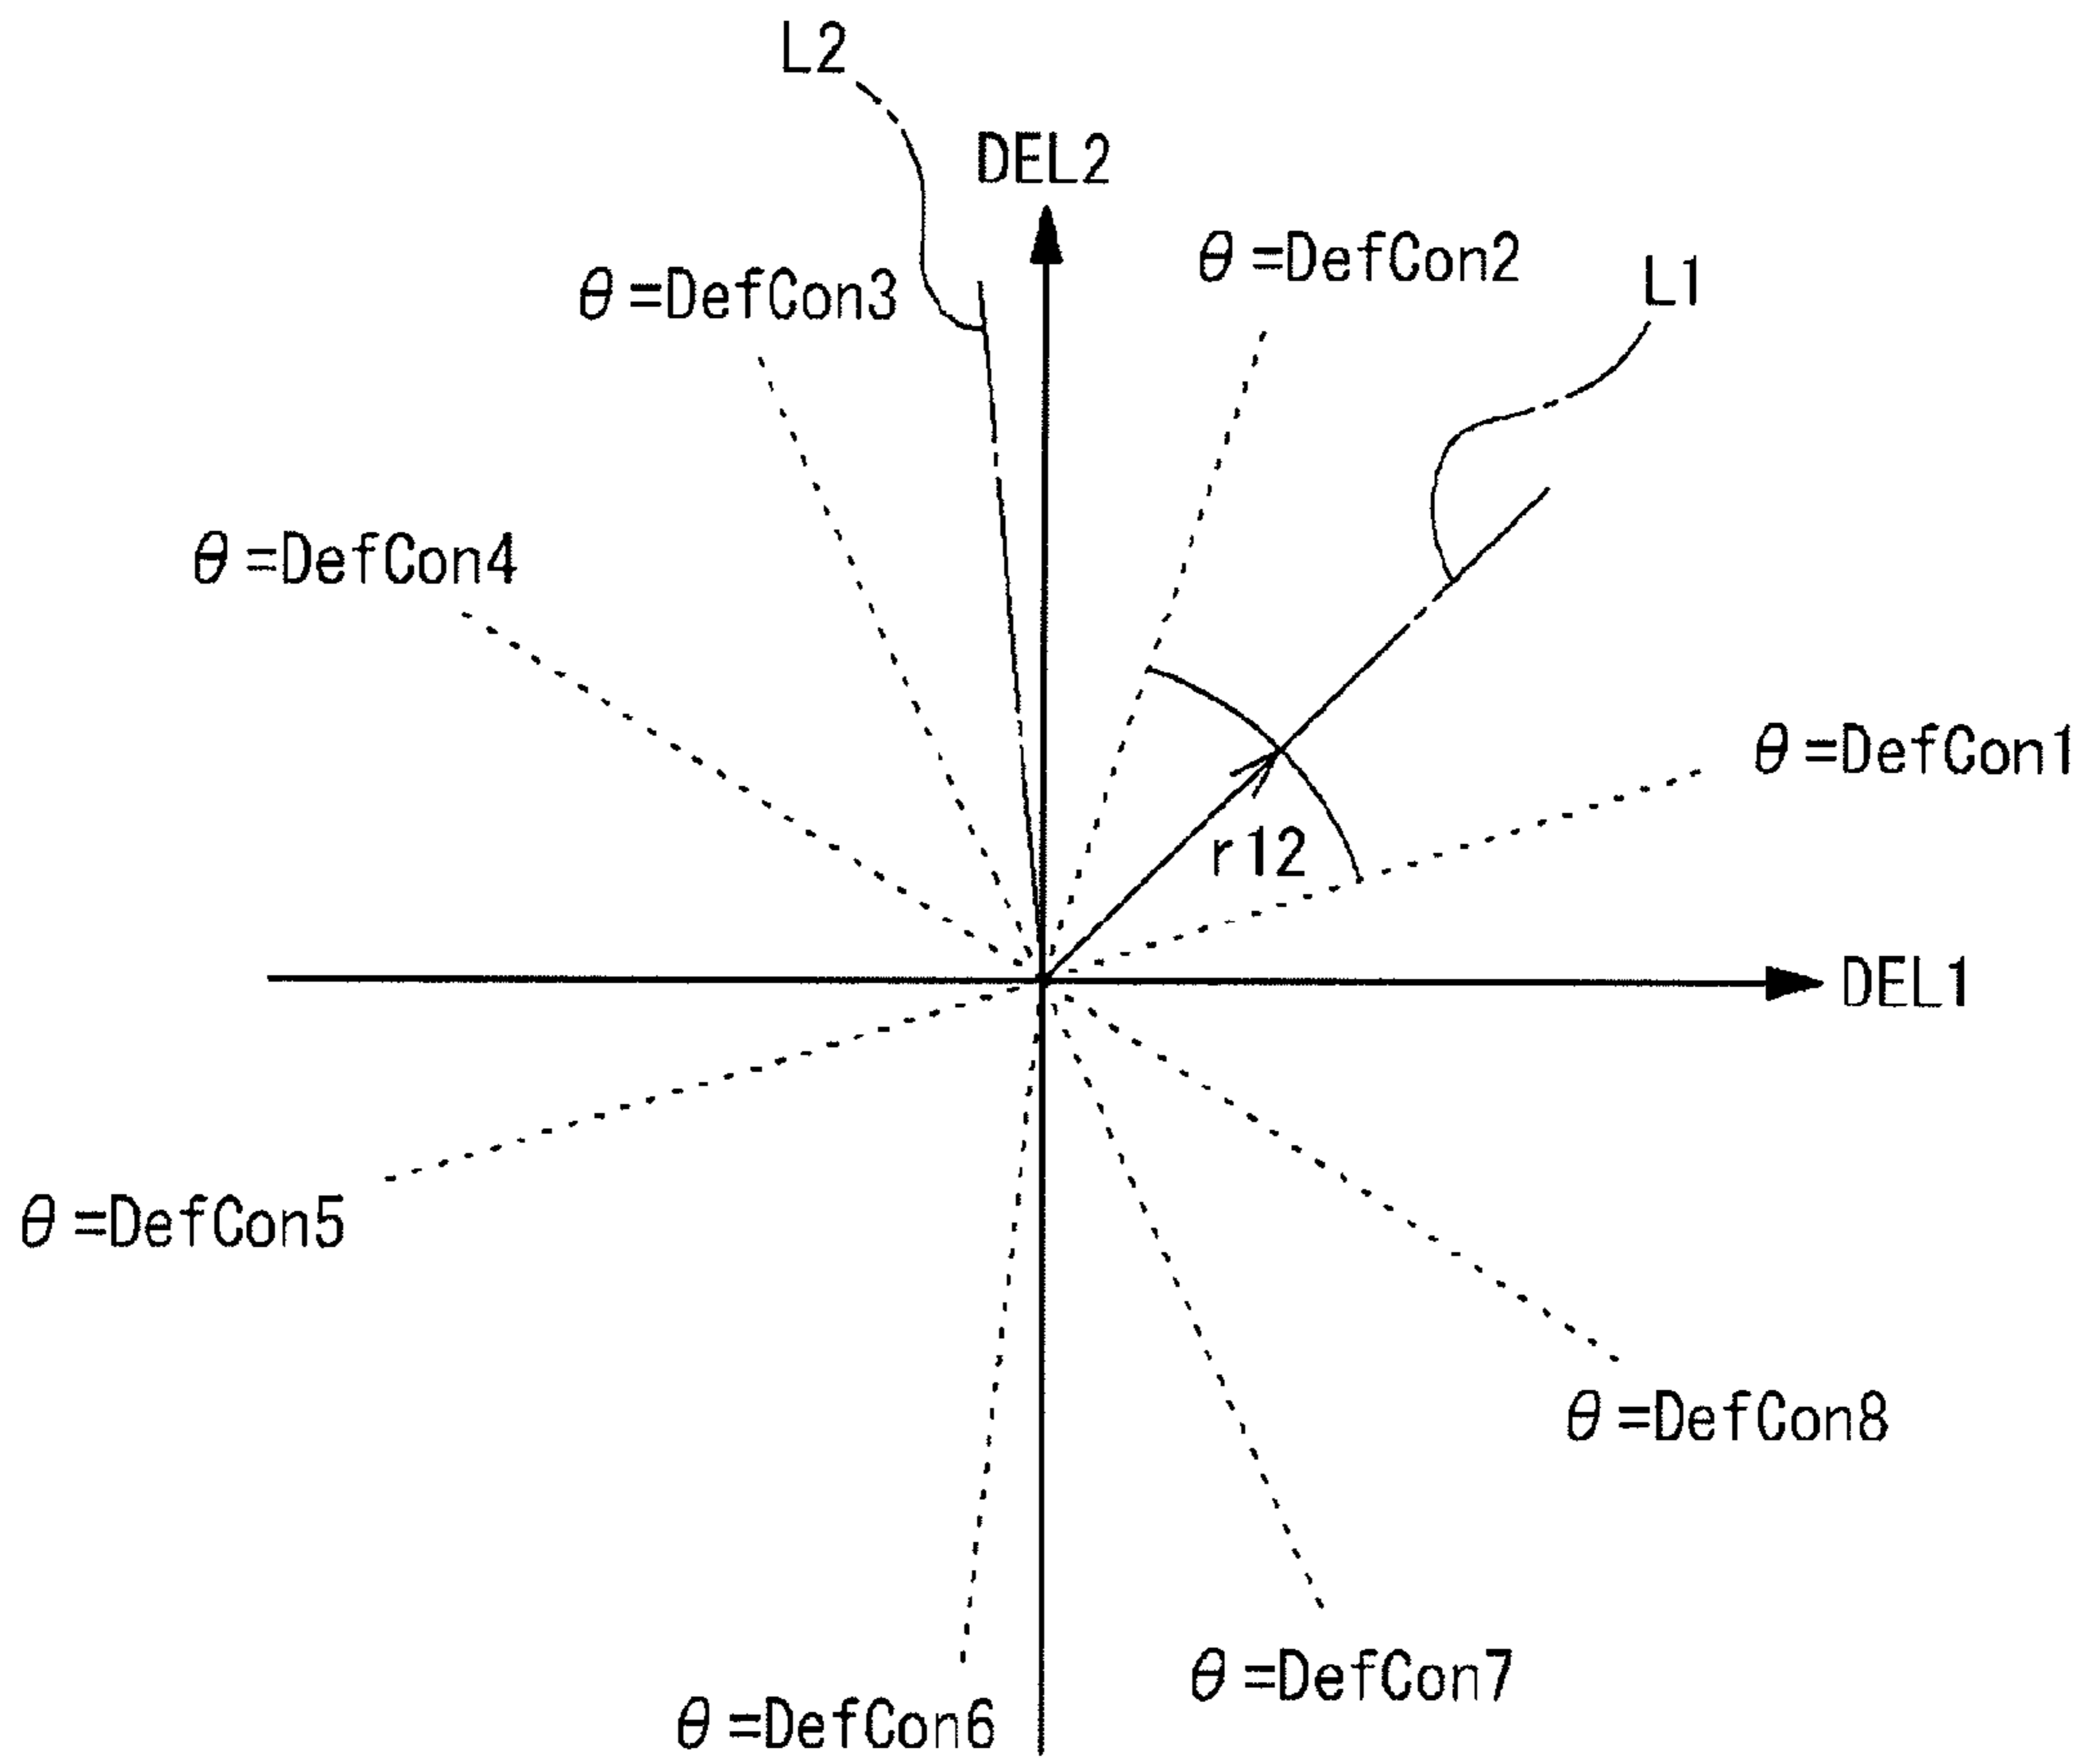 L2
DEL2
θ=DefCon2
θ=DefCon3
L1
θ=DefCon4
θ=DefCon1
r12
DEL1
θ=DefCon5
θ=DefCon8
θ=DefCon7
θ=DefCon6